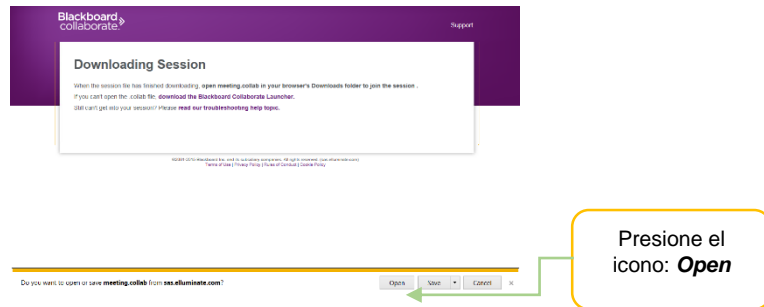 Blackboard
collaborate.
Support
Downloading Session
When the session file has finished downloading, open meeting.collab in your browser's Downloads folder to join the session .
If you can't open the .collab file, download the Blackboard Collaborate Launcher.
Still can't get into your session? Please read our troubleshooting help topic.
Terms of Use | Privacy Policy | Rules of Conduct | Cookie Policy
Presione el
icono: Open
Do you want to open or save meeting.collab from sas.elluminate.com?
Open Save Cancel